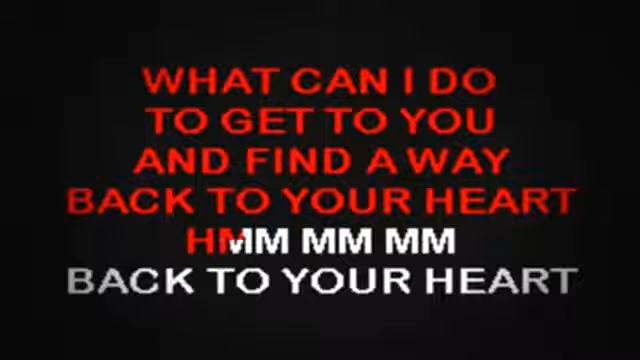 WHAT CAN I DO
TO GET TO YOU
AND FIND A WAY
BACK TO YOUR HEART
HMMM MM MM
BACK TO YOUR HEART